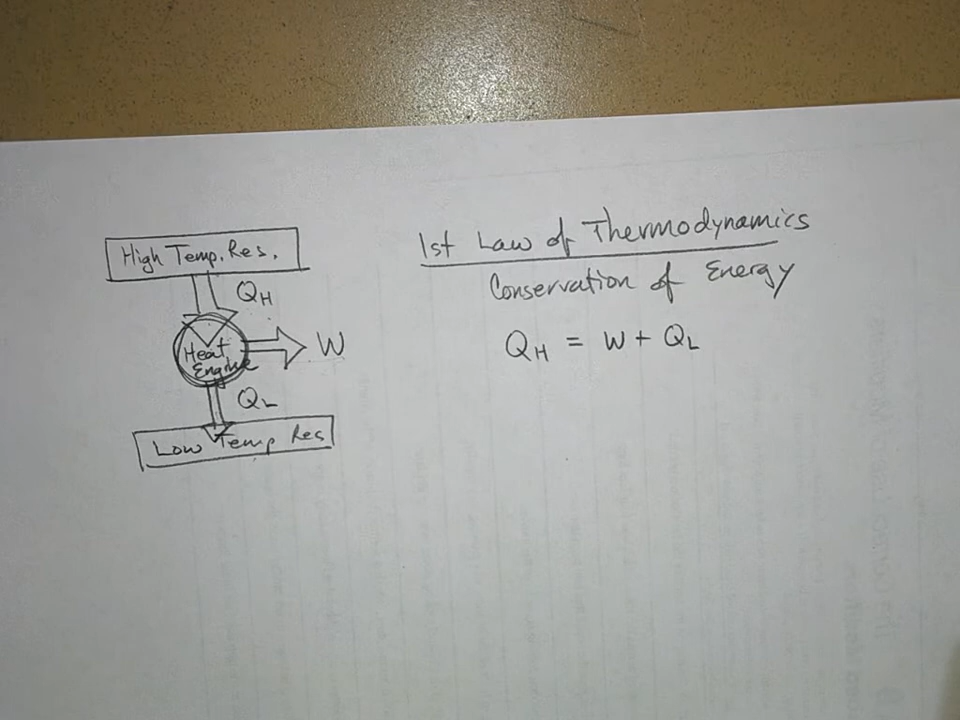 High Temp. Res.
QH
Heat
Engine
W
QL
Low Temp Res
1st Law of Thermodynamics
Conservation of Energy
QH = W + QL